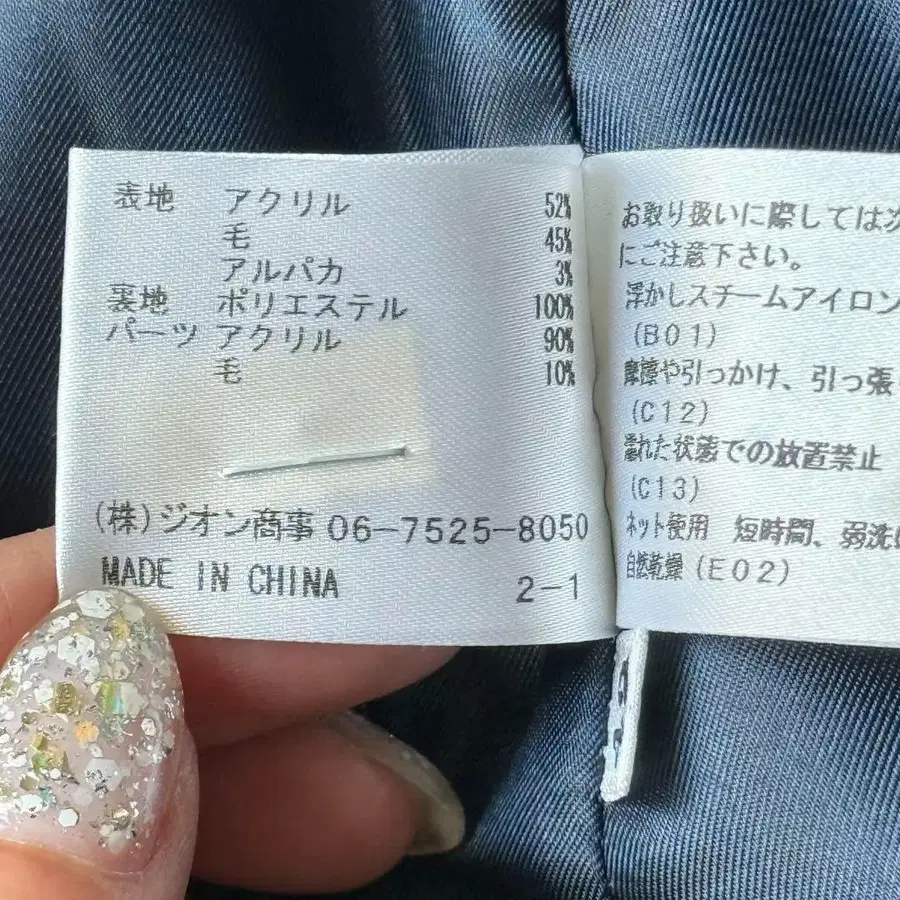 表地 アクリル 52%
毛 45%
アルパカ 3%
裏地 ポリエステル 100%
パーツ アクリル 90%
毛 10%
(株)ジオン商事 06-7525-8050
MADE IN CHINA 2-1
お取り扱いに際しては次
にご注意下さい。
浮かしスチームアイロン
(B01)
摩擦や引っかけ、引っ張
(C12)
濡れた状態での放置禁止
(C13)
ネット使用 短時間、弱洗
自然乾燥(E02)